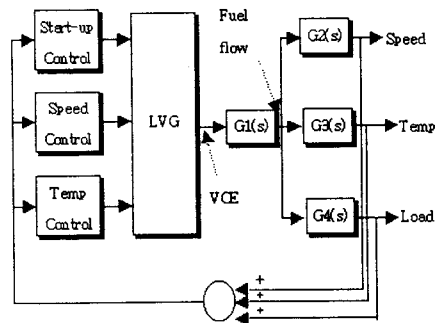 Start-up
Control
Speed
Control
Temp
Control
LVG
VCE
G1(s)
Fuel
flow
G2(s)
Speed
G3(s)
Temp
G4(s)
Load
+
+
+